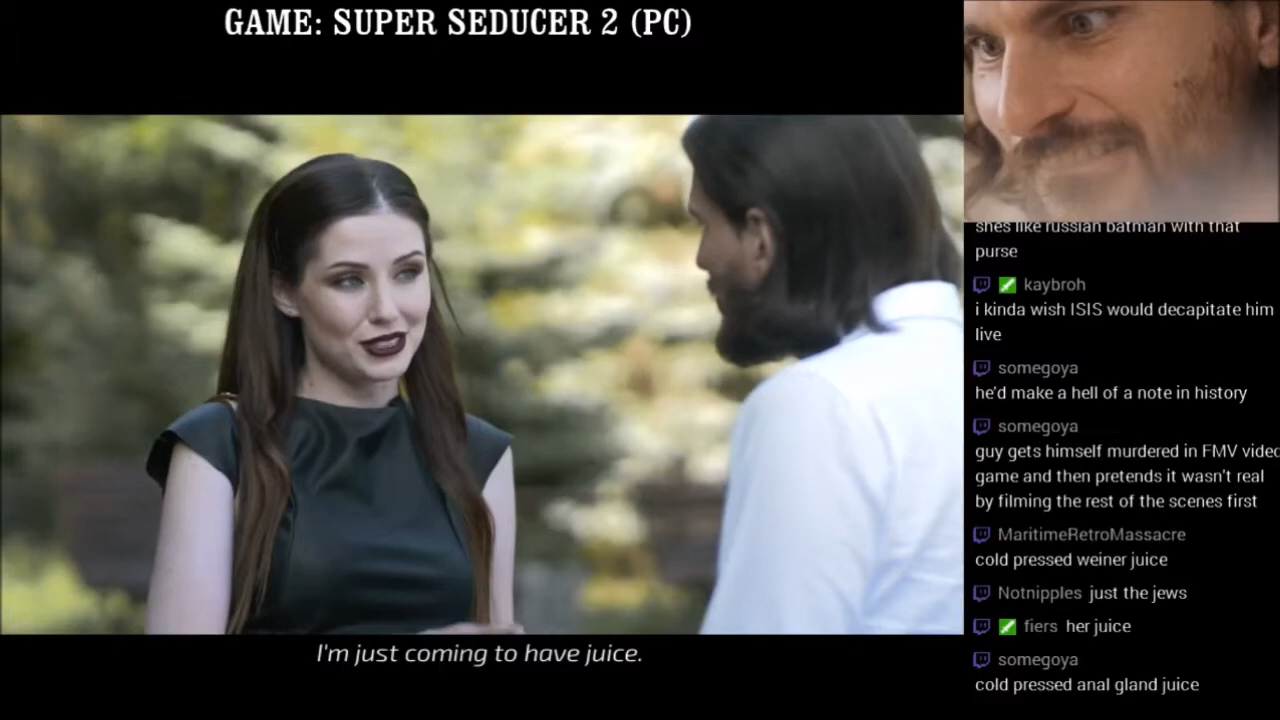 GAME: SUPER SEDUCER 2 (PC)
shes like russian batman with that
purse
kaybroh
i kinda wish ISIS would decapitate him
live
somegoya
he'd make a hell of a note in history
somegoya
guy gets himself murdered in FMV video
game and then pretends it wasn't real
by filming the rest of the scenes first
MaritimeRetroMassacre
cold pressed weiner juice
Notnipples just the jews
fiers her juice
somegoya
cold pressed anal gland juice
I'm just coming to have juice.